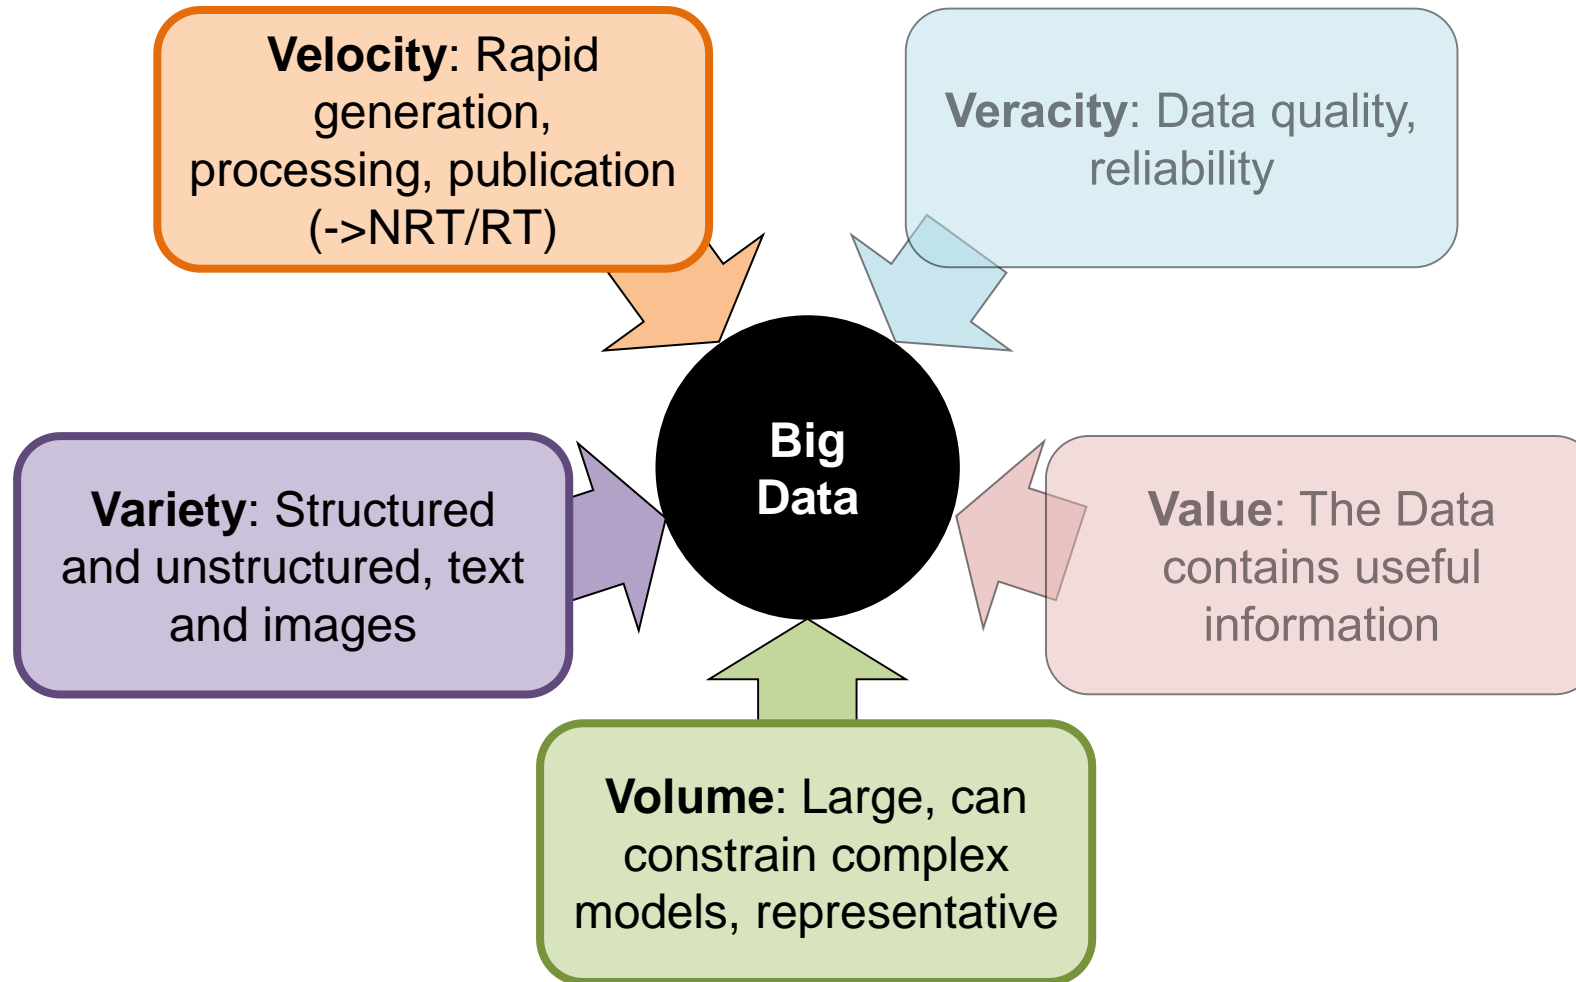 Velocity: Rapid
generation,
processing, publication
(->NRT/RT)
Veracity: Data quality,
reliability
Big
Data
Variety: Structured
and unstructured, text
and images
Value: The Data
contains useful
information
Volume: Large, can
constrain complex
models, representative